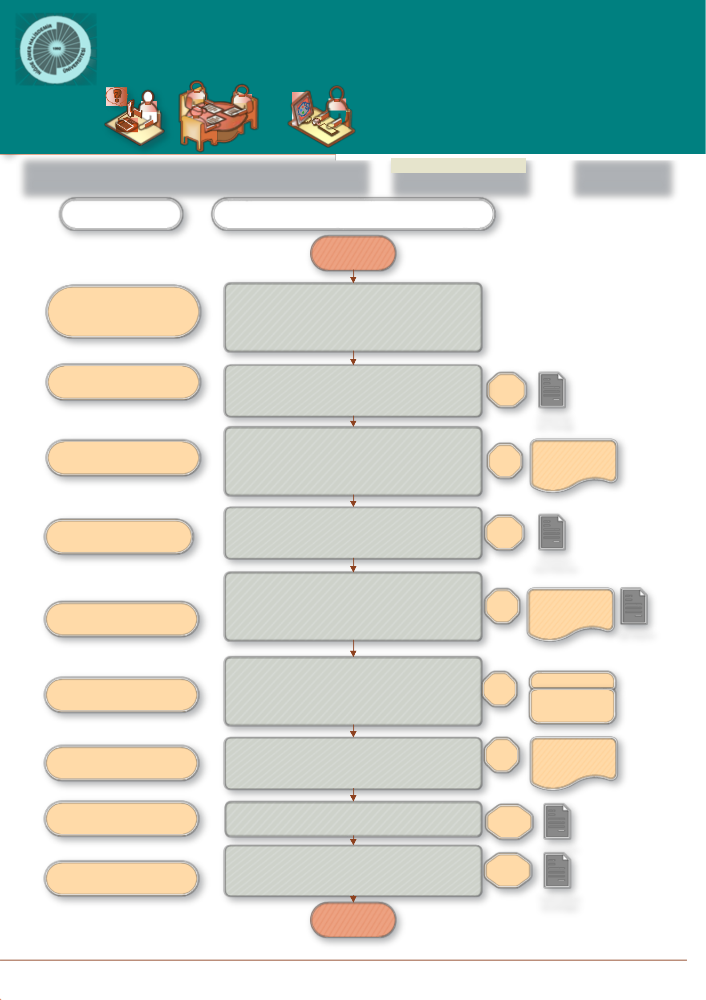 NİĞDE ÖMER HALİSDEMİR
ÜNİVERSİTESİ
1992
?